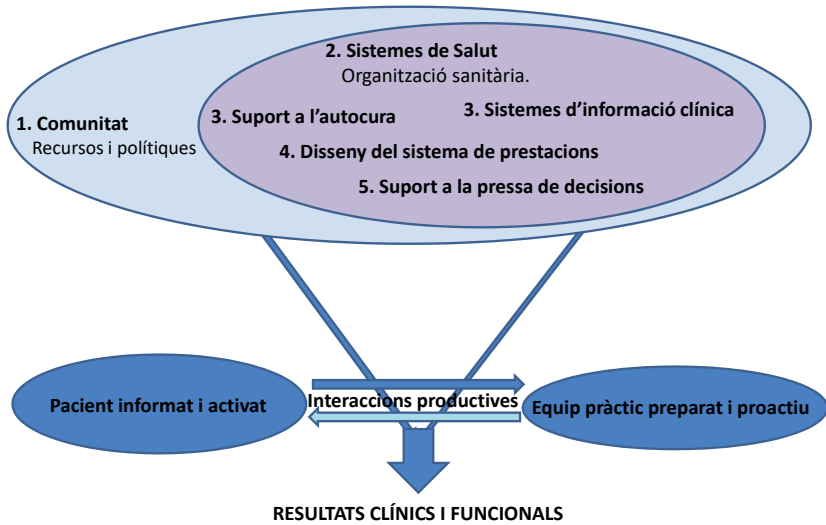 2. Sistemes de Salut
Organització sanitària.
1. Comunitat
Recursos i polítiques
3. Suport a l'autocura
3. Sistemes d'informació clínica
4. Disseny del sistema de prestacions
5. Suport a la pressa de decisions
Pacient informat i activat
Interaccions productives
Equip pràctic preparat i proactiu
RESULTATS CLÍNICS I FUNCIONALS